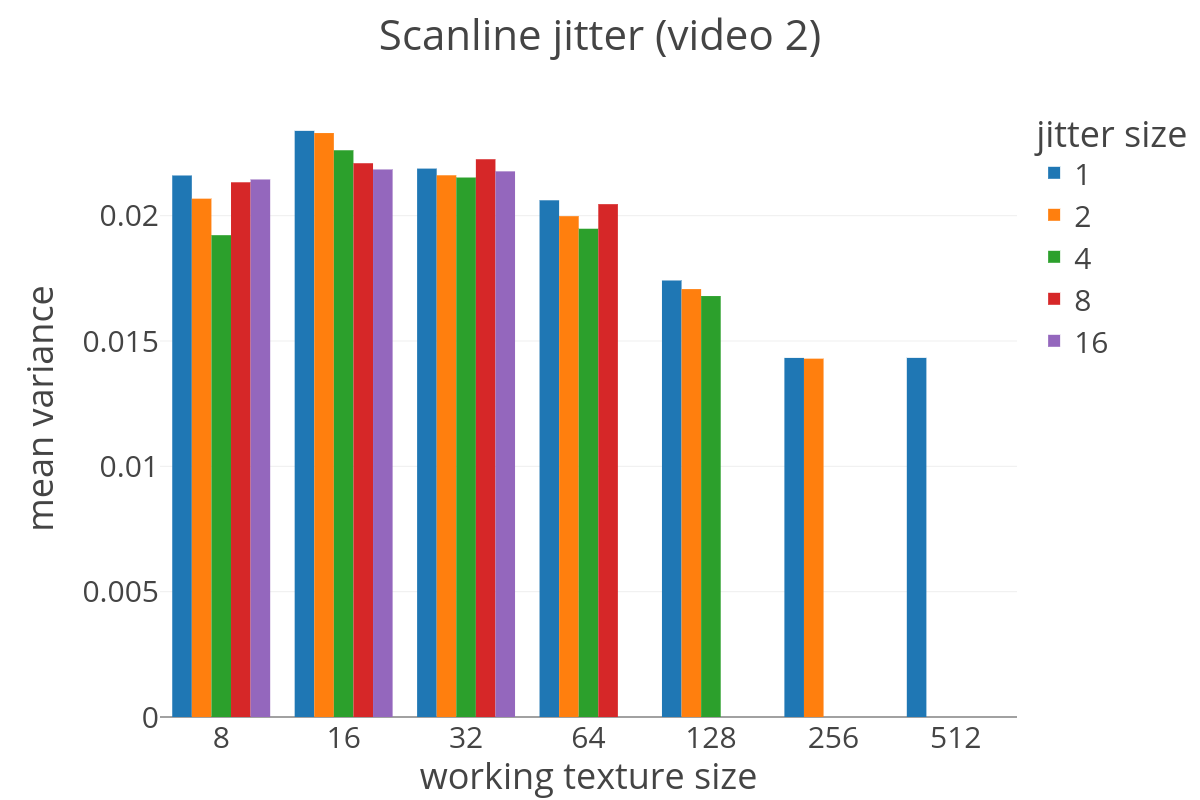 Scanline jitter (video 2)
jitter size
1
2
4
8
16
mean variance
0.02
0.015
0.01
0.005
0
8 16 32 64 128 256 512
working texture size